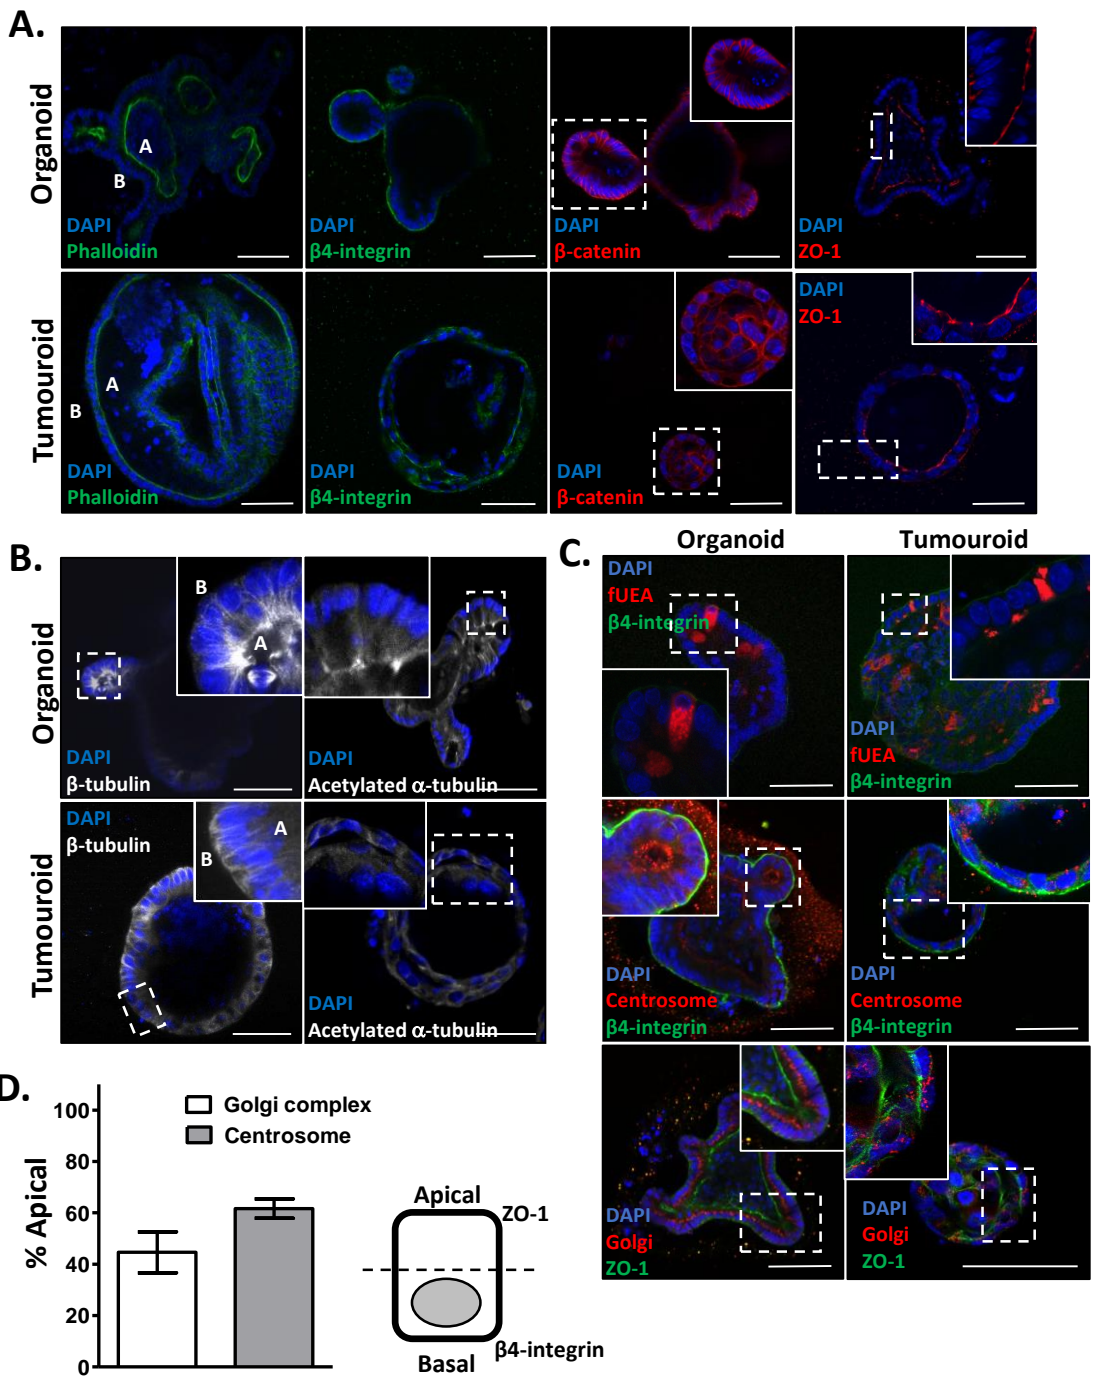 A.
Organoid
A
B
DAPI
Phalloidin
DAPI
β4-integrin
DAPI
β-catenin
DAPI
ZO-1
Tumouroid
A
B
DAPI
Phalloidin
DAPI
β4-integrin
DAPI
β-catenin
DAPI
ZO-1
B.
Organoid
B
A
DAPI
β-tubulin
DAPI
Acetylated α-tubulin
Tumouroid
DAPI
β-tubulin
A
B
DAPI
Acetylated α-tubulin
C.
Organoid
Tumouroid
DAPI
fUEA
β4-integrin
DAPI
fUEA
β4-integrin
DAPI
Centrosome
β4-integrin
DAPI
Centrosome
β4-integrin
DAPI
Golgi
ZO-1
DAPI
Golgi
ZO-1
D.
% Apical
100
80
60
40
20
0
Golgi complex
Centrosome
Apical
ZO-1
β4-integrin
Basal